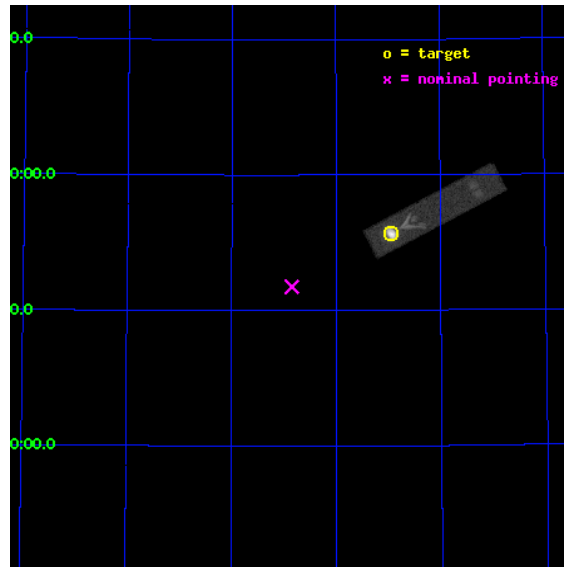 0.0
o = target
x = nominal pointing
0:00.0
0.0
0:00.0